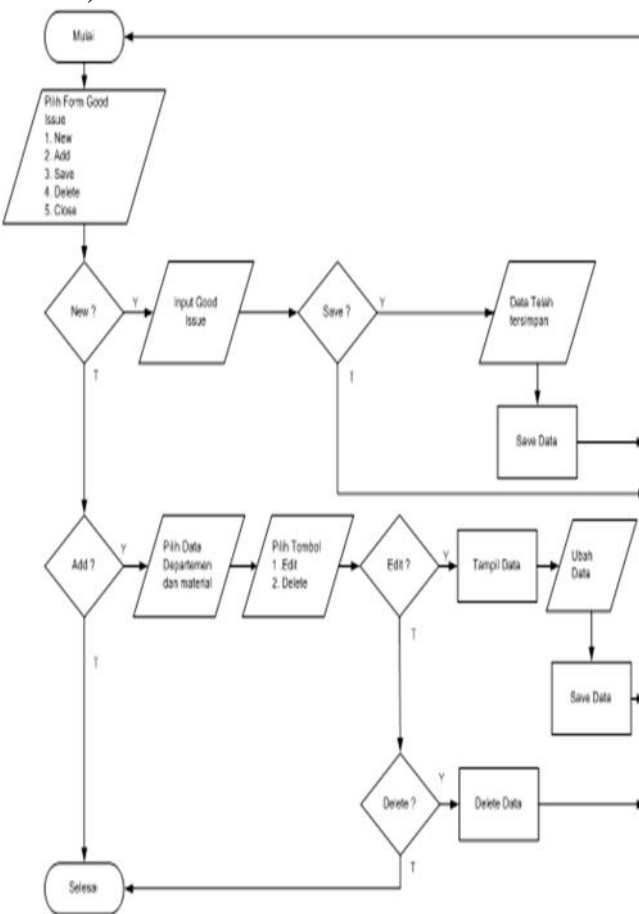 Mulai
Pilih Form Good
Issue
1. New
2. Add
3. Save
4. Delete
5. Close
New ?
Y
Input Good
Issue
Save ?
Y
Data Telah
tersimpan
T
T
Save Data
Add ?
Y
Pilih Data
Departemen
dan material
Pilih Tombol
1 .Edit
2. Delete
Edit ?
Y
Tampil Data
Ubah
Data
T
T
Save Data
Delete ?
Y
Delete Data
T
Selesai